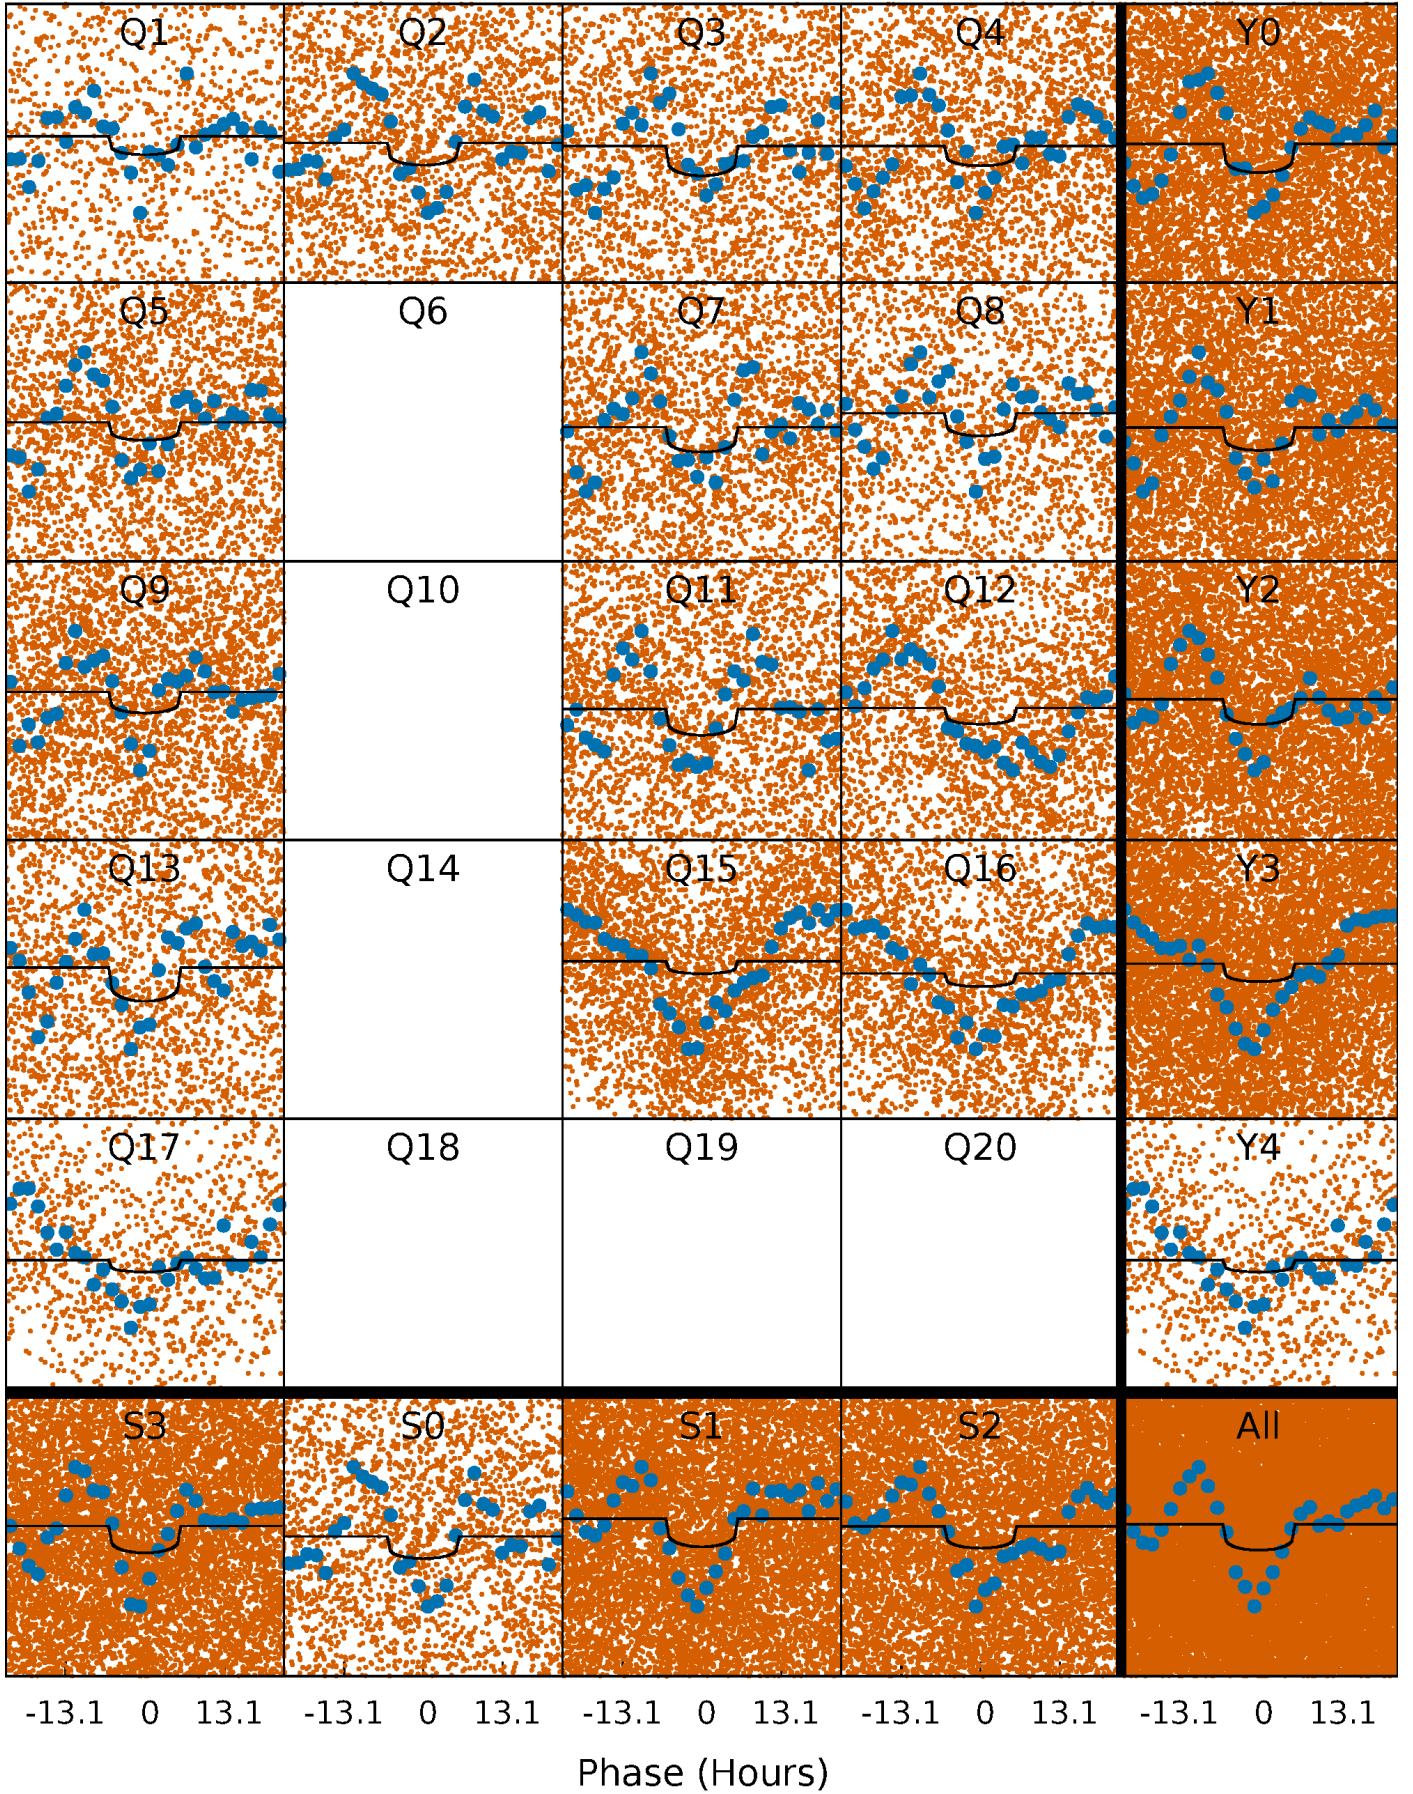 Q1 Q2 Q3 Q4 Y0
Q5 Q6 Q7 Q8 Y1
Q9 Q10 Q11 Q12 Y2
Q13 Q14 Q15 Q16 Y3
Q17 Q18 Q19 Q20 Y4
S3 S0 S1 S2 All
-13.1 0 13.1 -13.1 0 13.1 -13.1 0 13.1 -13.1 0 13.1 -13.1 0 13.1
Phase (Hours)